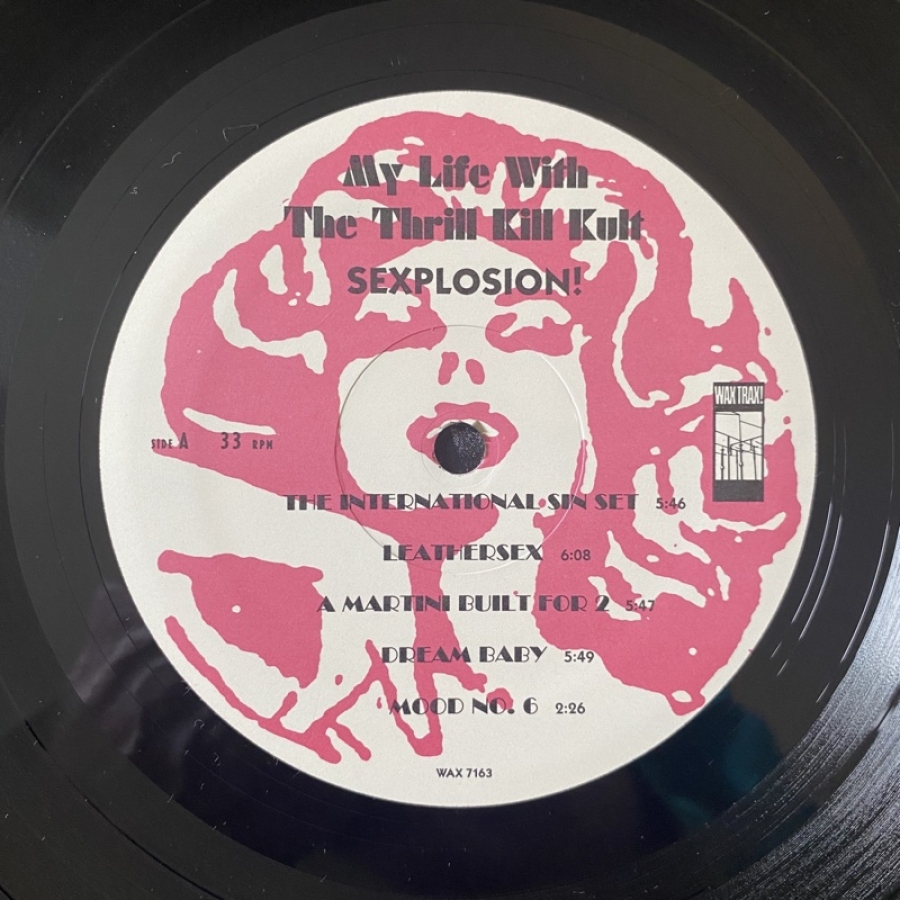 My Life With
The Thrill Kill Kult
SEXPLOSION!
WAX TRAX!
SIDE A 33 RPM
THE INTERNATIONAL SIN SET 5:46
LEATHERSEX 6:08
A MARTINI BUILT FOR 2 5:47
DREAM BABY 5:49
MOOD NO. 6 2:26
WAX 7163